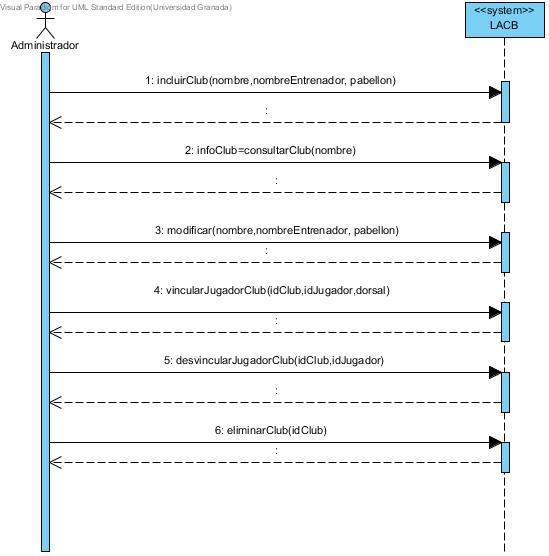 Visual Paradigm for UML Standard Edition(Universidad Granada)
<<system>>
LACB
Administrador
1: incluirClub(nombre,nombreEntrenador, pabellon)
:
2: infoClub=consultarClub(nombre)
:
3: modificar(nombre,nombreEntrenador, pabellon)
:
4: vincularJugadorClub(idClub,idJugador,dorsal)
:
5: desvincularJugadorClub(idClub,idJugador)
:
6: eliminarClub(idClub)
: